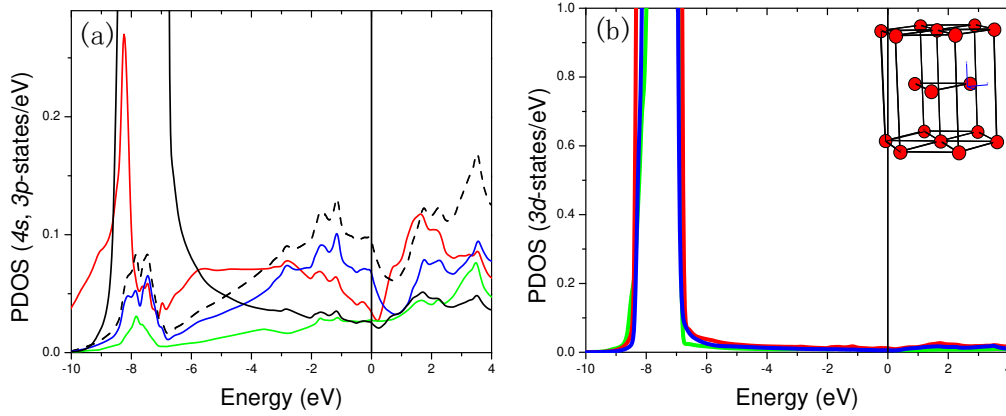 (a)
PDOS (4s, 3p-states/eV)
0.2
0.1
0.0
-10 -8 -6 -4 -2 0 2 4
Energy (eV)
(b)
PDOS (3d-states/eV)
1.0
0.8
0.6
0.4
0.2
0.0
-10 -8 -6 -4 -2 0 2 4
Energy (eV)